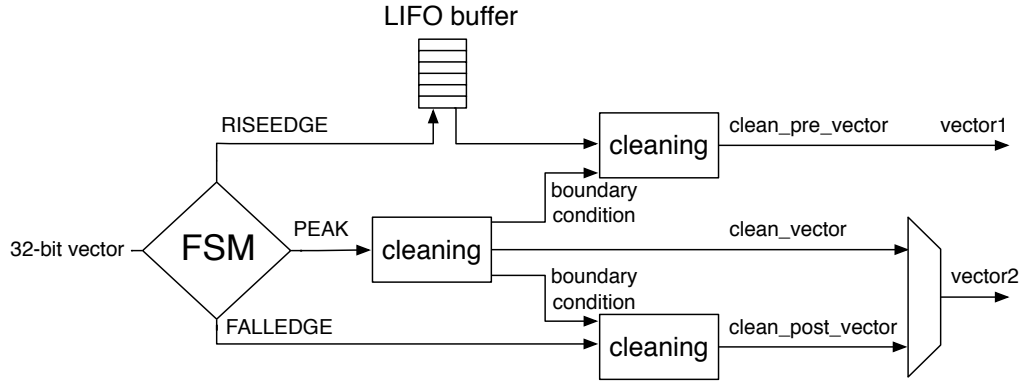 LIFO buffer
RISEEDGE
cleaning
clean_pre_vector
vector1
boundary
condition
32-bit vector
FSM
PEAK
cleaning
clean_vector
boundary
condition
vector2
FALLEDGE
cleaning
clean_post_vector